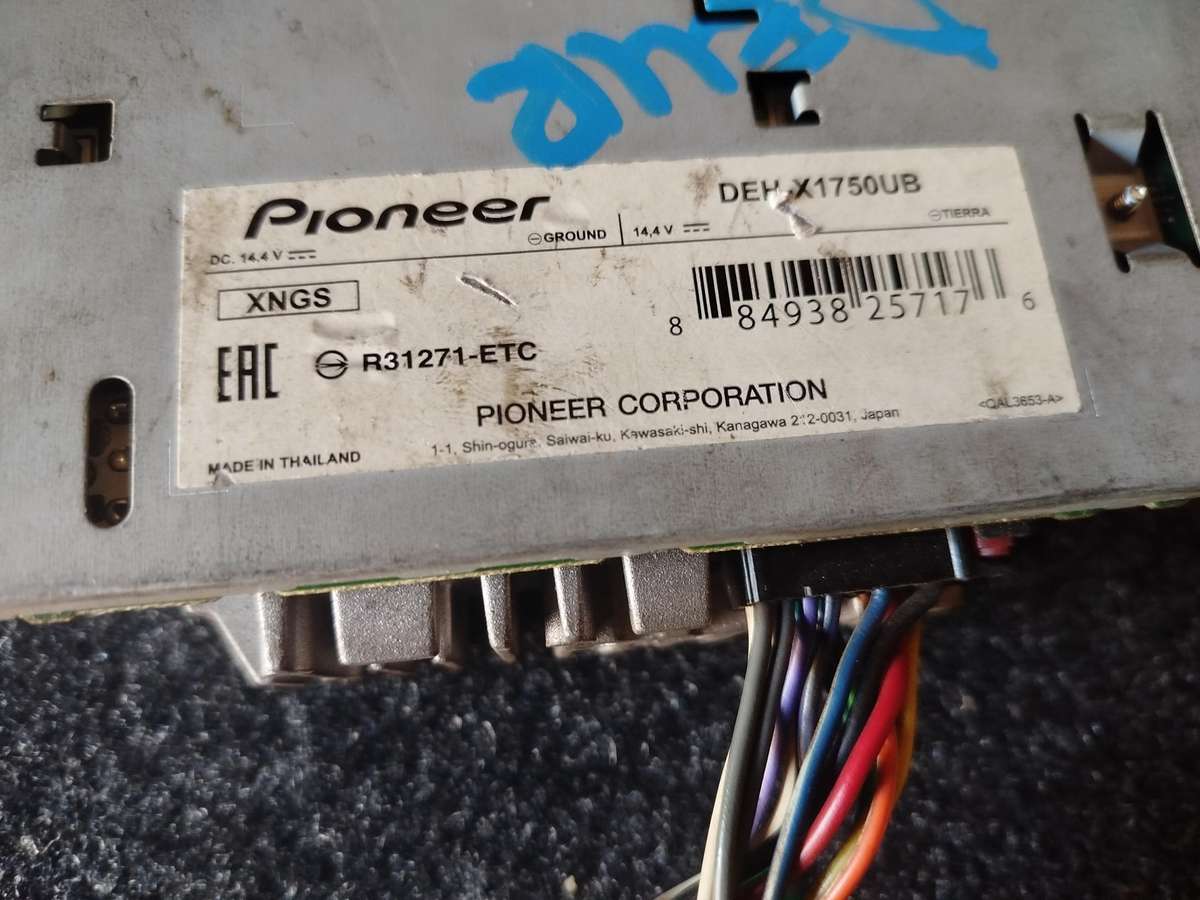 Pioneer DEH-X1750UB
DC. 14.4 V ⊖GROUND 14,4 V ⊖TIERRA
XNGS
8 84938 25717 6
EAC R31271-ETC
PIONEER CORPORATION
1-1, Shin-ogura, Saiwai-ku, Kawasaki-shi, Kanagawa 212-0031, Japan
<QAL3653-A>
MADE IN THAILAND